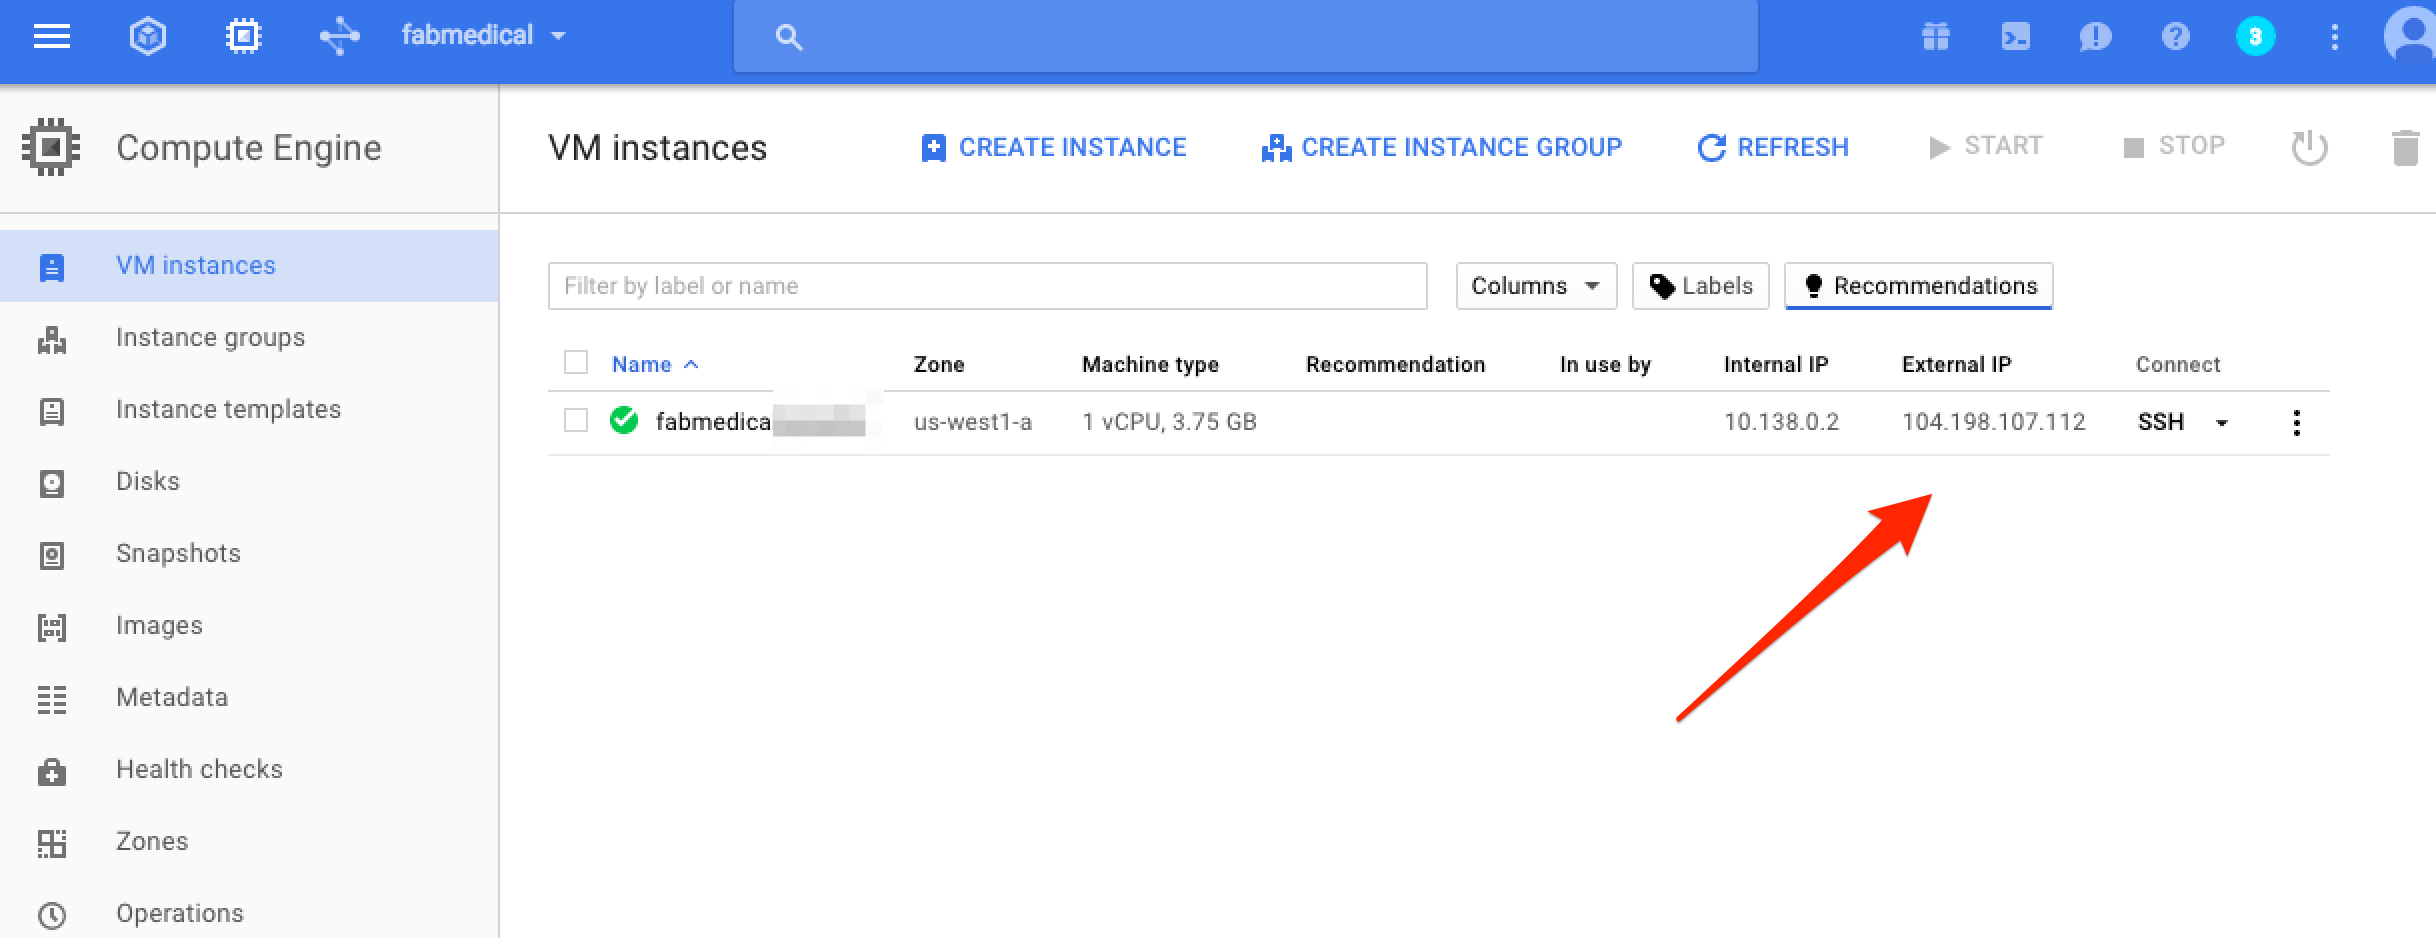 fabmedical
3
Compute Engine
VM instances
CREATE INSTANCE
CREATE INSTANCE GROUP
REFRESH
START
STOP
VM instances
Instance groups
Instance templates
Disks
Snapshots
Images
Metadata
Health checks
Zones
Operations
Filter by label or name
Columns
Labels
Recommendations
Name Zone Machine type Recommendation In use by Internal IP External IP Connect
fabmedica us-west1-a 1 vCPU, 3.75 GB 10.138.0.2 104.198.107.112 SSH